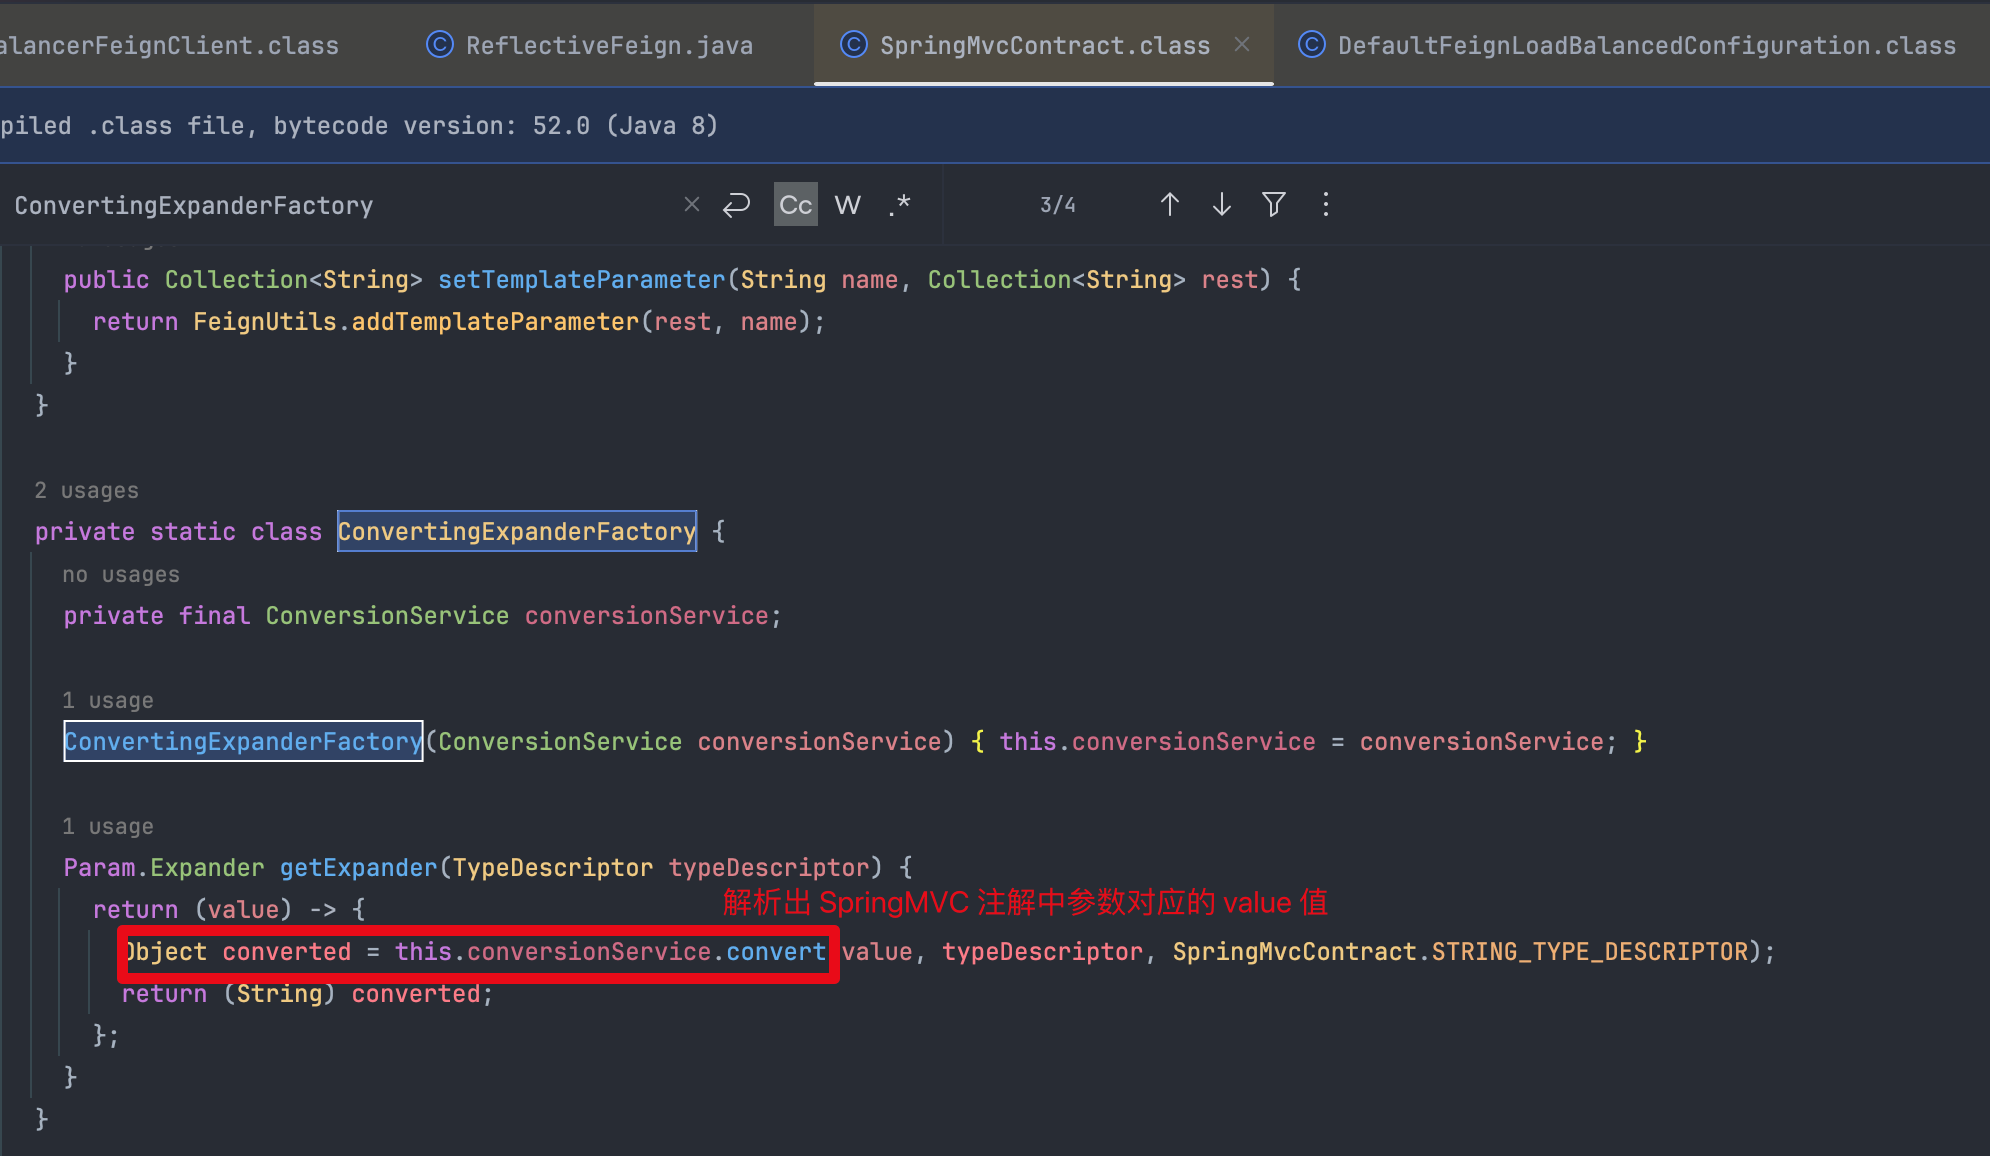 alancerFeignClient.class
ReflectiveFeign.java
SpringMvcContract.class
DefaultFeignLoadBalancedConfiguration.class
piled .class file, bytecode version: 52.0 (Java 8)
ConvertingExpanderFactory
Cc
W
.*
3/4
public Collection<String> setTemplateParameter(String name, Collection<String> rest) {
return FeignUtils.addTemplateParameter(rest, name);
}
}
2 usages
private static class ConvertingExpanderFactory {
no usages
private final ConversionService conversionService;
1 usage
ConvertingExpanderFactory(ConversionService conversionService) { this.conversionService = conversionService; }
1 usage
Param.Expander getExpander(TypeDescriptor typeDescriptor) {
return (value) -> {
解析出 SpringMVC 注解中参数对应的 value 值
Object converted = this.conversionService.convert value, typeDescriptor, SpringMvcContract.STRING_TYPE_DESCRIPTOR);
return (String) converted;
};
}
}